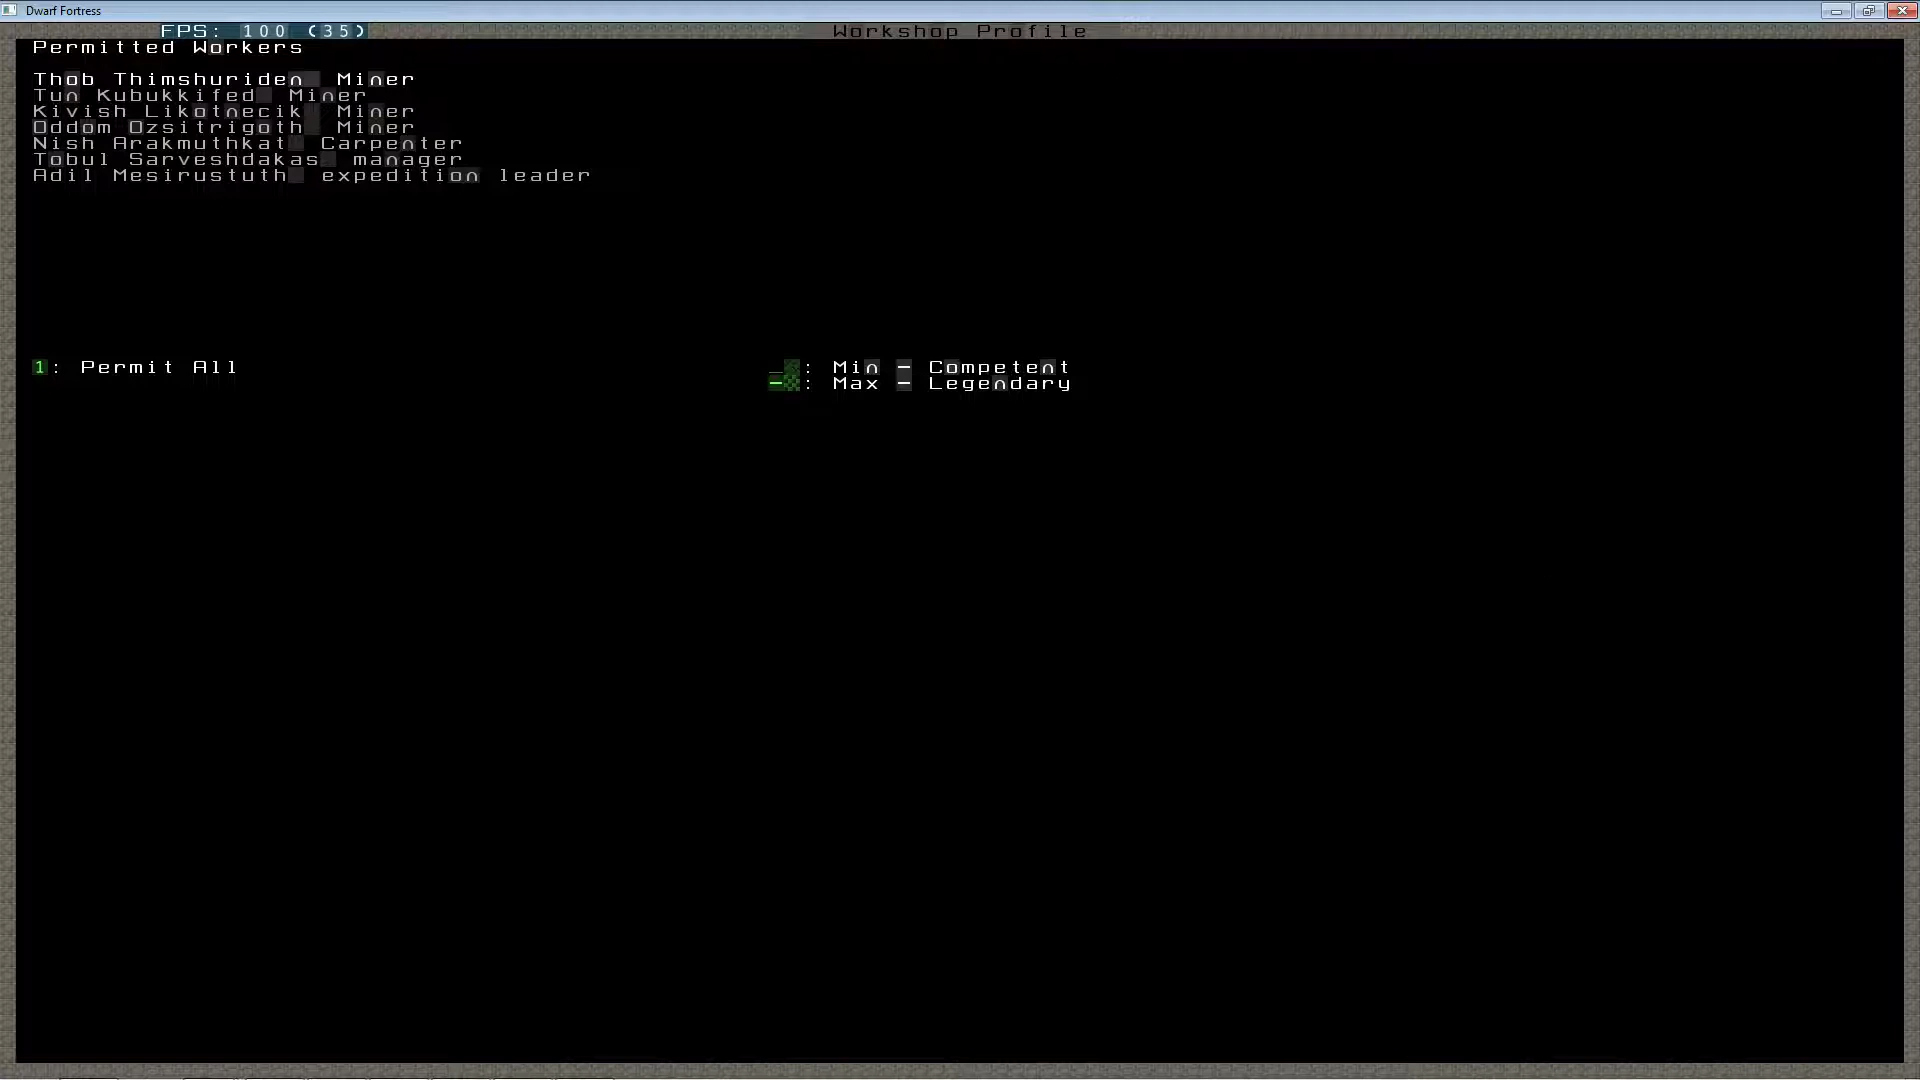 Dwarf Fortress
FPS: 100 (35)
Workshop Profile
Permitted Workers
Thob Thimshuriden Miner
Tun Kubukkifed Miner
Kivish Likotnecik Miner
Oddom Ozsitrigoth Miner
Nish Arakmuthkat Carpenter
Tobul Sarveshdakas manager
Adil Mesirustuth expedition leader
1: Permit All
: Min - Competent
: Max - Legendary